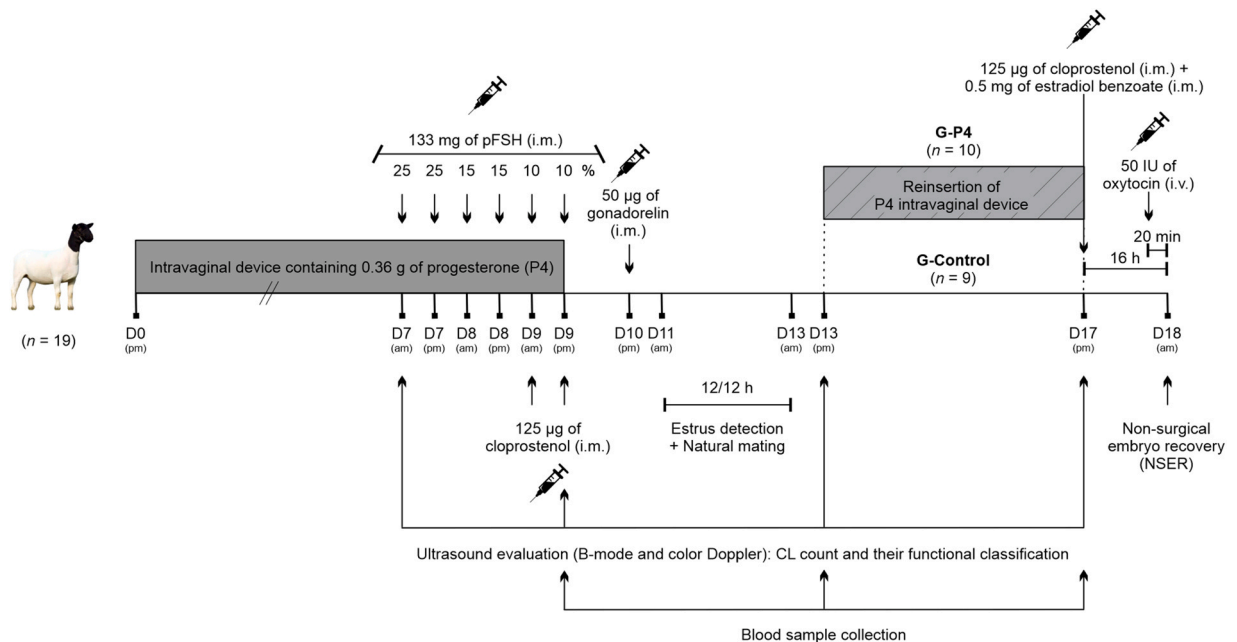 125 µg of cloprostenol (i.m.) +
0.5 mg of estradiol benzoate (i.m.)
133 mg of pFSH (i.m.)
25 25 15 15 10 10 %
50 µg of
gonadorelin
(i.m.)
G-P4
(n = 10)
50 IU of
oxytocin (i.v.)
Reinsertion of
P4 intravaginal device
20 min
Intravaginal device containing 0.36 g of progesterone (P4)
G-Control
(n = 9)
16 h
(n = 19)
D0 D7 D7 D8 D8 D9 D9 D10 D11 D13 D13 D17 D18
(pm) (am) (pm) (am) (pm) (am) (pm) (pm) (am) (am) (pm) (pm) (am)
12/12 h
125 µg of
cloprostenol (i.m.)
Estrus detection
+ Natural mating
Non-surgical
embryo recovery
(NSER)
Ultrasound evaluation (B-mode and color Doppler): CL count and their functional classification
Blood sample collection